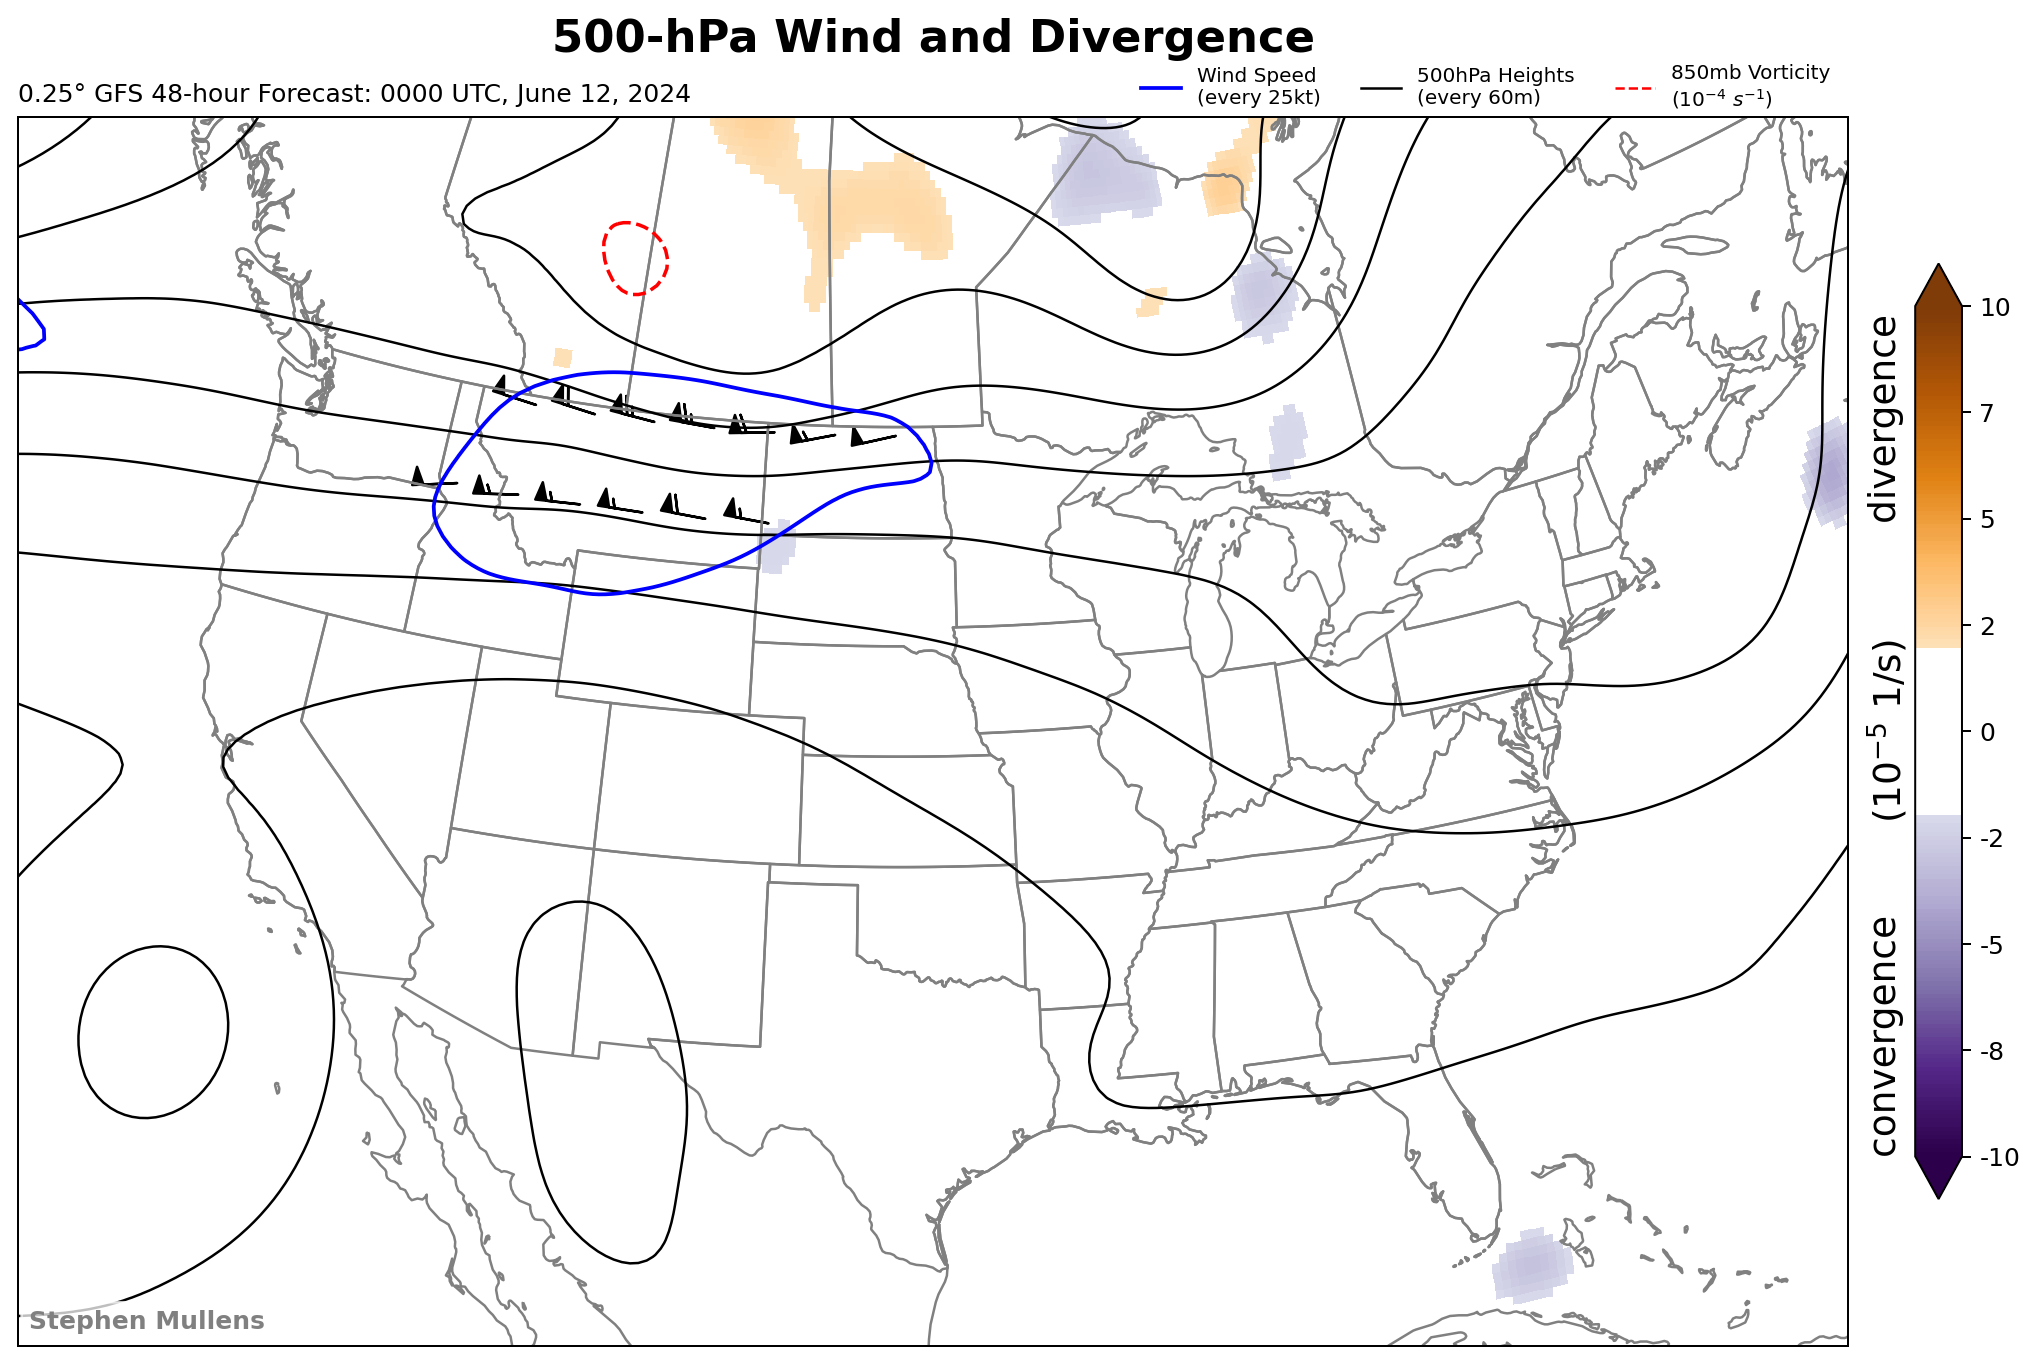 500-hPa Wind and Divergence
0.25° GFS 48-hour Forecast: 0000 UTC, June 12, 2024
Wind Speed
(every 25kt)
500hPa Heights
(every 60m)
850mb Vorticity
(10⁻⁴ s⁻¹)
10
7
5
2
0
-2
-5
-8
-10
convergence (10⁻⁵ 1/s) divergence
Stephen Mullens